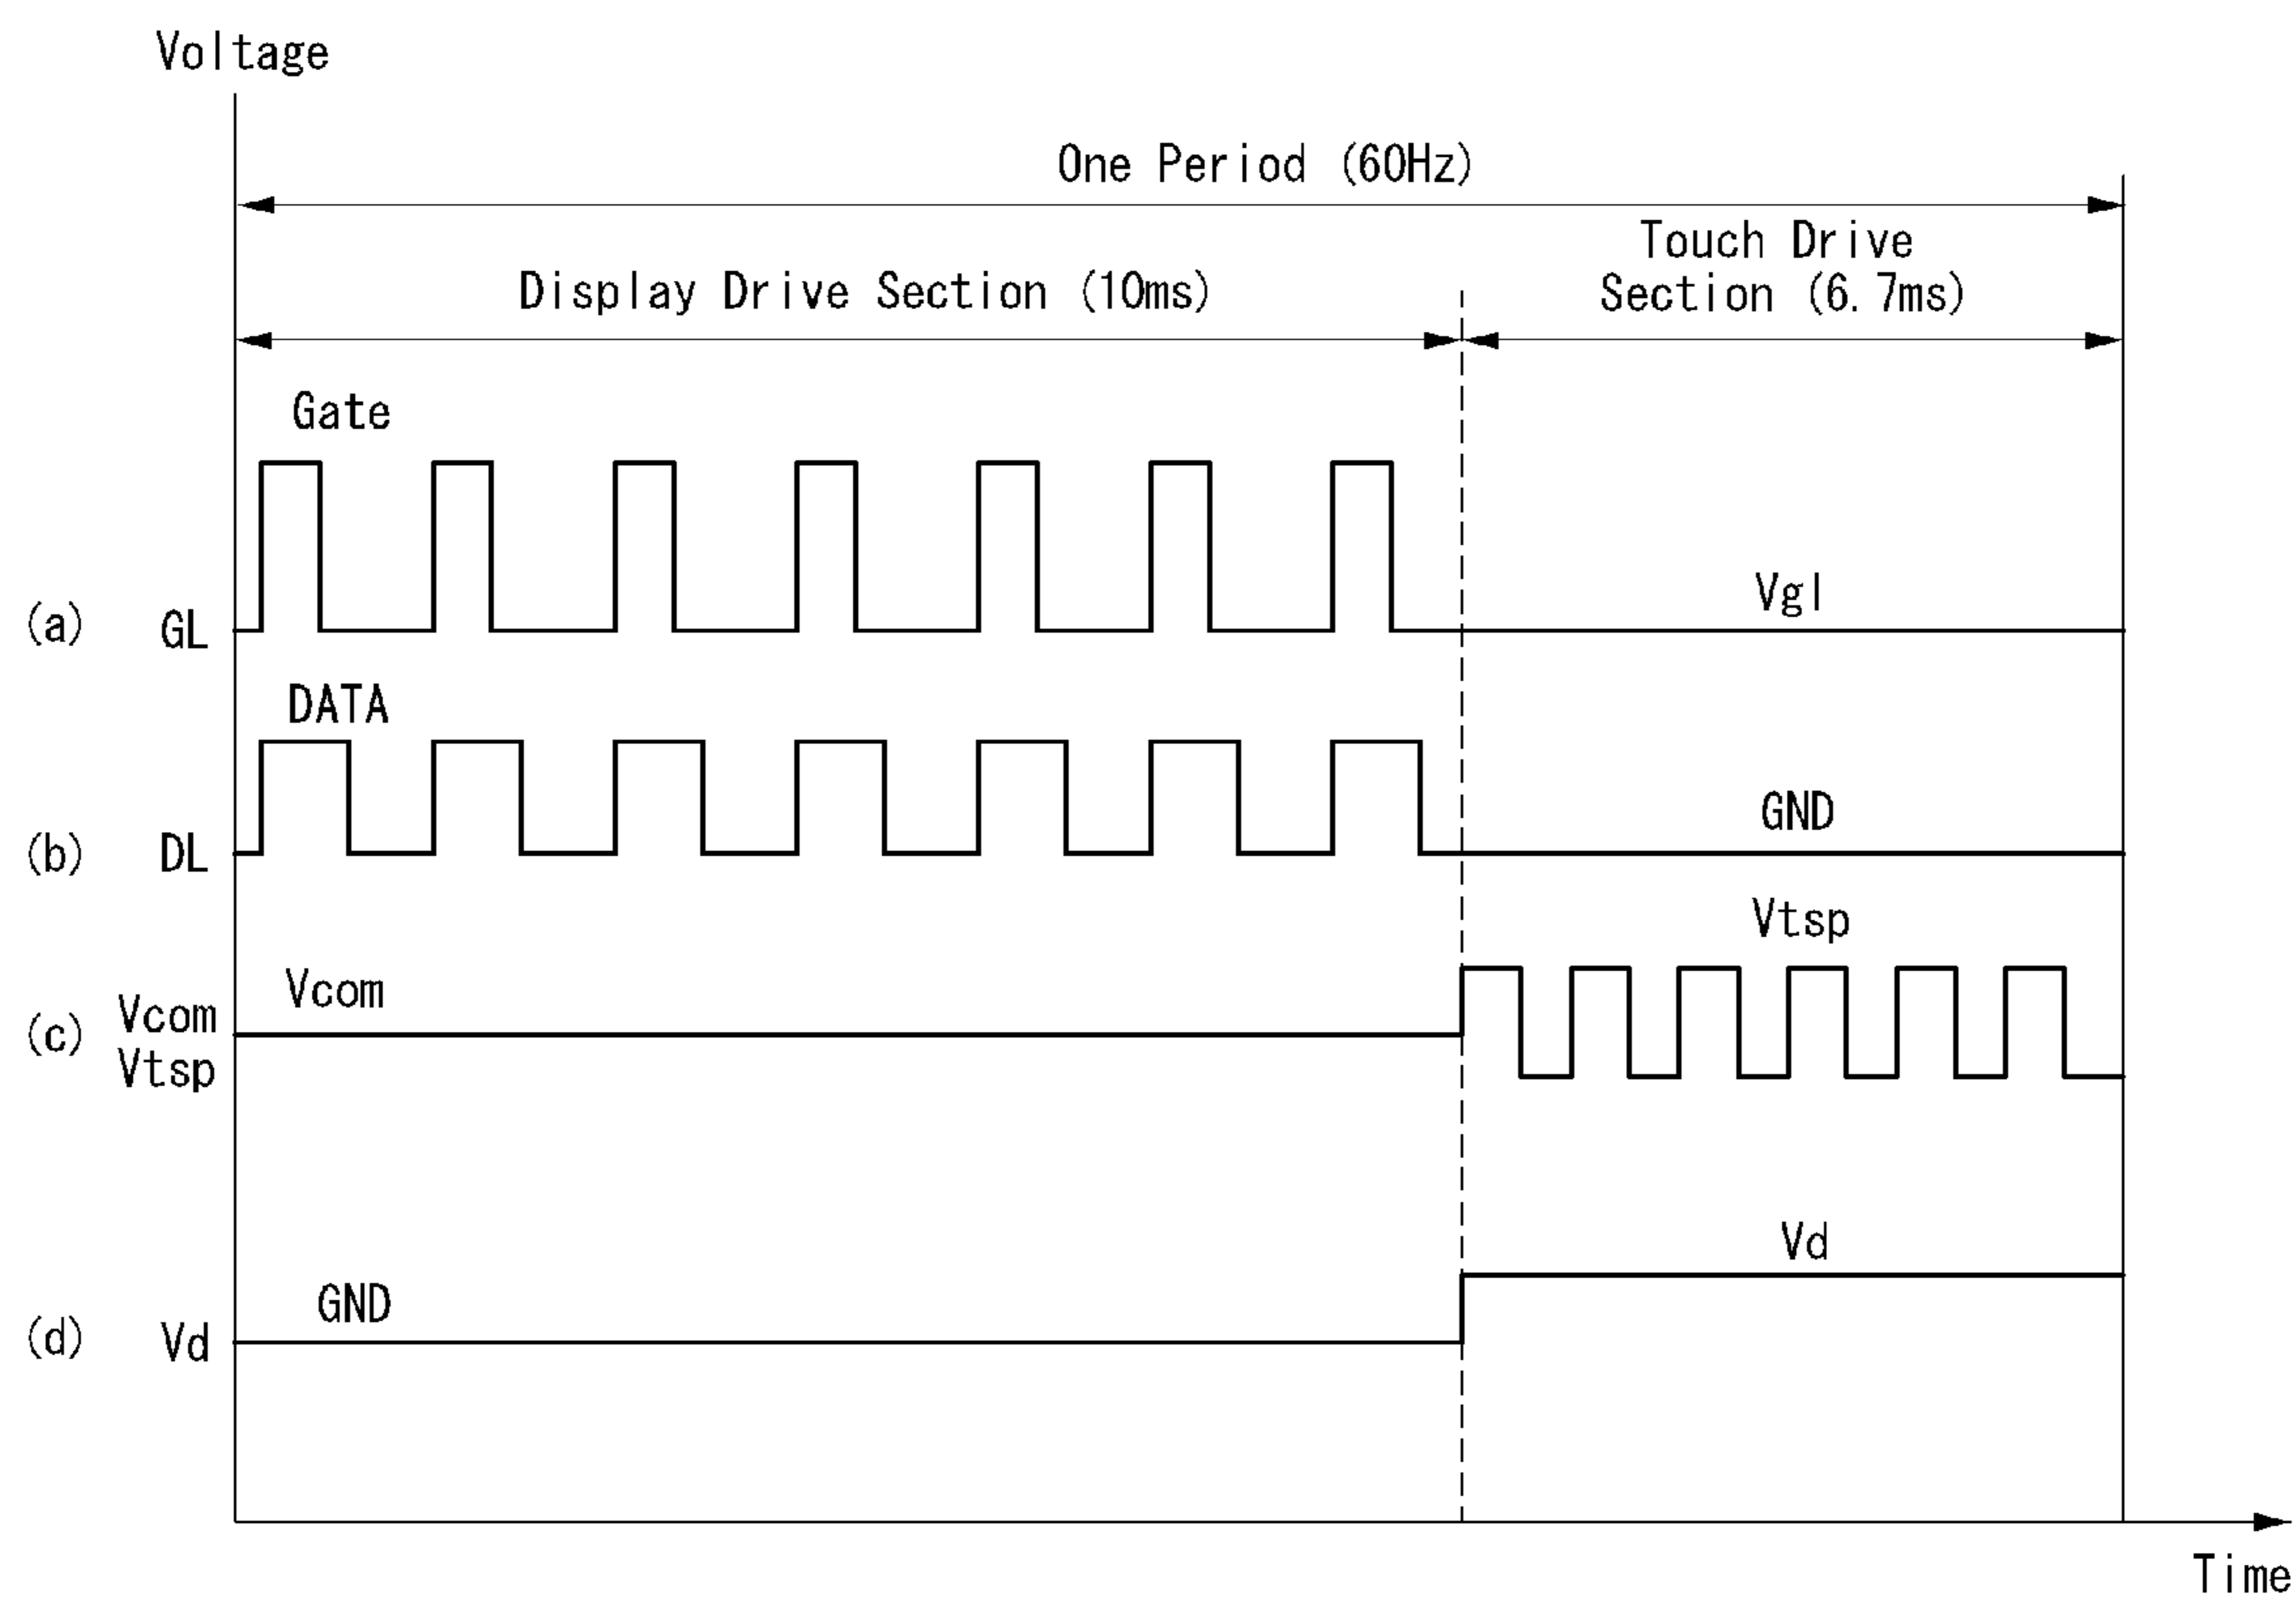 Voltage
One Period (60Hz)
Touch Drive
Display Drive Section (10ms)
Section (6.7ms)
Gate
Vgl
(a) GL
DATA
GND
(b) DL
Vtsp
Vcom
(c) Vcom
Vtsp
Vd
GND
(d) Vd
Time